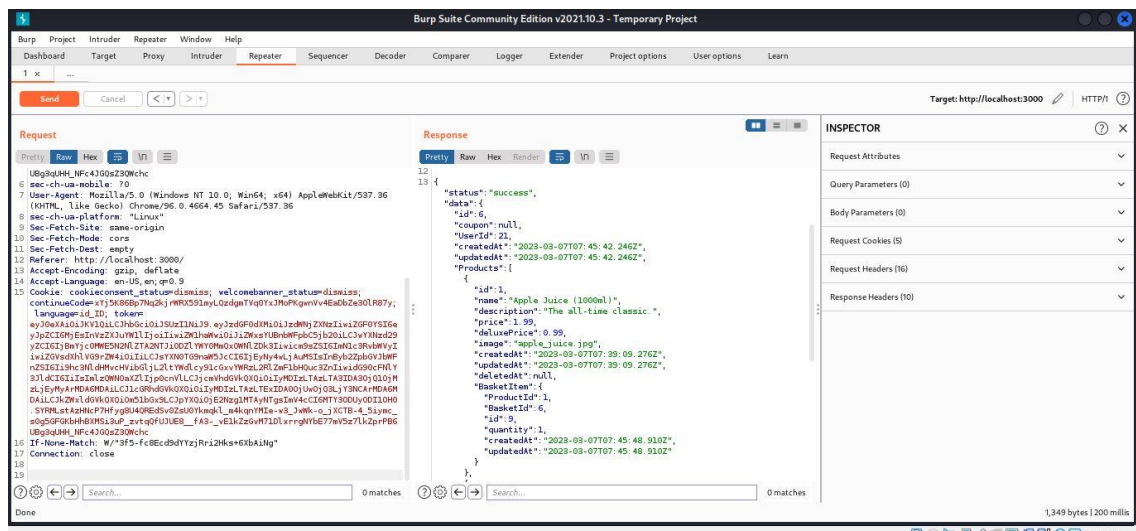 Burp Suite Community Edition v2021.10.3 - Temporary Project
Burp Project Intruder Repeater Window Help
Dashboard Target Proxy Intruder Repeater Sequencer Decoder Comparer Logger Extender Project options User options Learn
1 × ...
Send Cancel < > Target: http://localhost:3000 HTTP/1
Request
Pretty Raw Hex \n
UBg3qUHH_NFc4JGQsZ3QWchc
6 sec-ch-ua-mobile: ?0
7 User-Agent: Mozilla/5.0 (Windows NT 10.0; Win64; x64) AppleWebKit/537.36
(KHTML, like Gecko) Chrome/96.0.4664.45 Safari/537.36
8 sec-ch-ua-platform: "Linux"
9 Sec-Fetch-Site: same-origin
10 Sec-Fetch-Mode: cors
11 Sec-Fetch-Dest: empty
12 Referer: http://localhost:3000/
13 Accept-Encoding: gzip, deflate
14 Accept-Language: en-US,en;q=0.9
15 Cookie: cookieconsent_status=dismiss; welcomebanner_status=dismiss;
language=id_ID; token=
16 If-None-Match:
17 Connection: close
18
19
Search... 0 matches
Response
Pretty Raw Hex Render \n
12
13 {
"status":"success",
"data":{
"id":6,
"coupon":null,
"UserId":21,
"createdAt":"2023-03-07T07:45:42.246Z",
"updatedAt":"2023-03-07T07:45:42.246Z",
"Products":[
{
"id":1,
"name":"Apple Juice (1000ml)",
"description":"The all-time classic.",
"price":1.99,
"deluxePrice":0.99,
"image":"apple_juice.jpg",
"createdAt":"2023-03-07T07:39:09.276Z",
"updatedAt":"2023-03-07T07:39:09.276Z",
"deletedAt":null,
"BasketItem":{
"ProductId":1,
"BasketId":6,
"id":9,
"quantity":1,
"createdAt":"2023-03-07T07:45:48.910Z",
"updatedAt":"2023-03-07T07:45:48.910Z"
}
},
Search... 0 matches
INSPECTOR
Request Attributes
Query Parameters (0)
Body Parameters (0)
Request Cookies (5)
Request Headers (16)
Response Headers (10)
Done 1,349 bytes | 200 millis